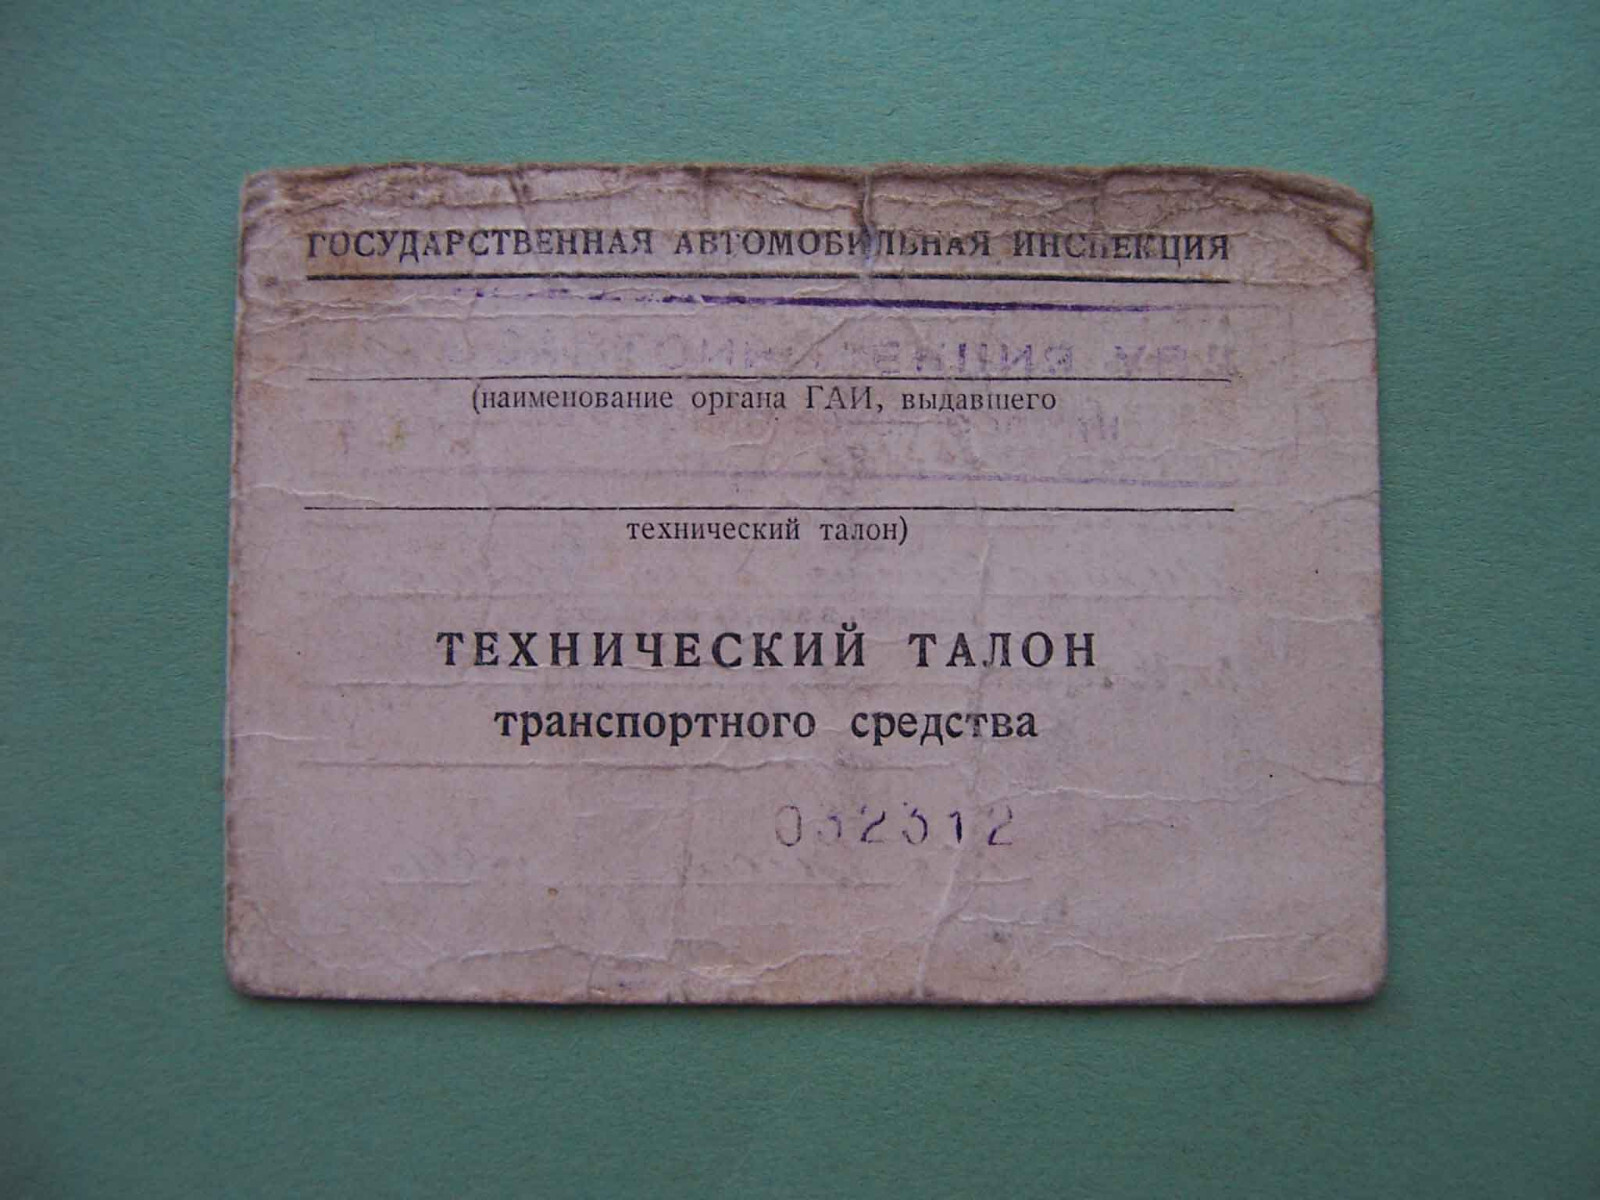 ГОСУДАРСТВЕННАЯ АВТОМОБИЛЬНАЯ ИНСПЕКЦИЯ
(наименование органа ГАИ, выдавшего
технический талон)
ТЕХНИЧЕСКИЙ ТАЛОН
транспортного средства
032312